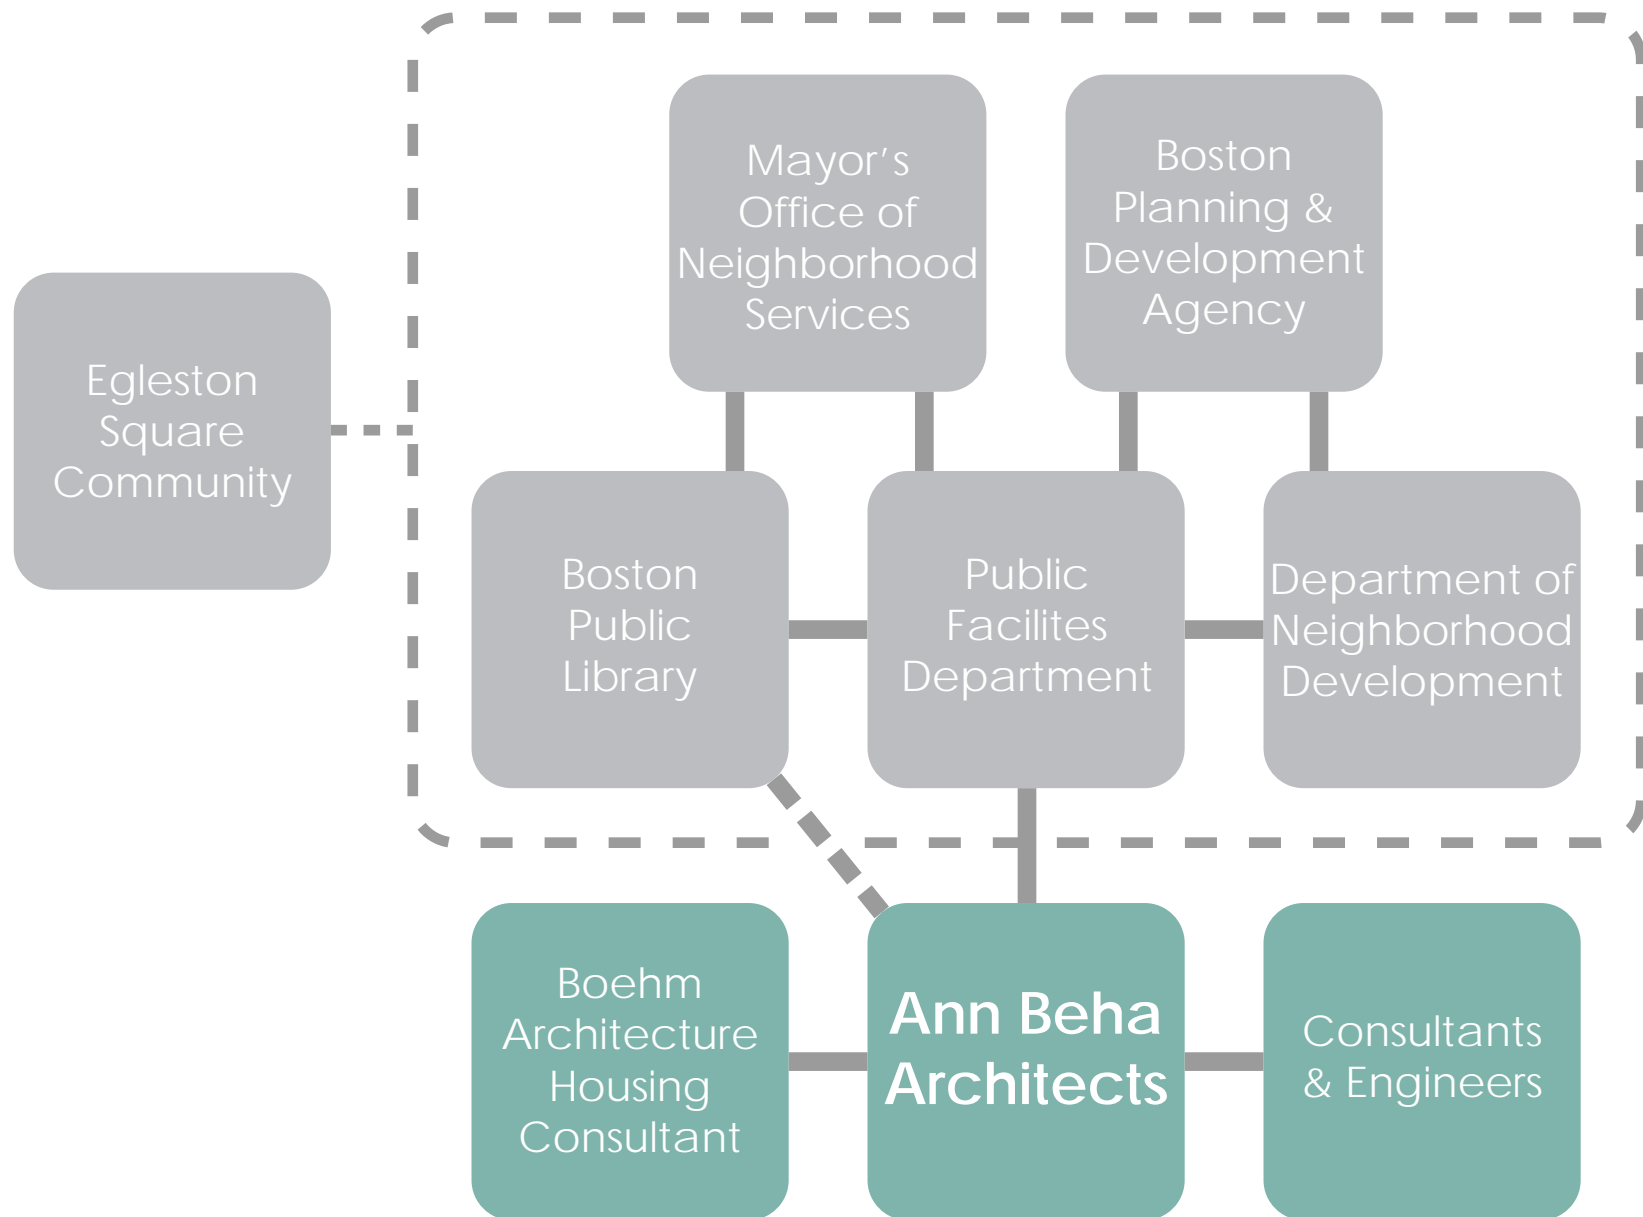 Mayor's
Office of
Neighborhood
Services
Boston
Planning &
Development
Agency
Egleston
Square
Community
Boston
Public
Library
Public
Facilites
Department
Department of
Neighborhood
Development
Boehm
Architecture
Housing
Consultant
Ann Beha
Architects
Consultants
& Engineers